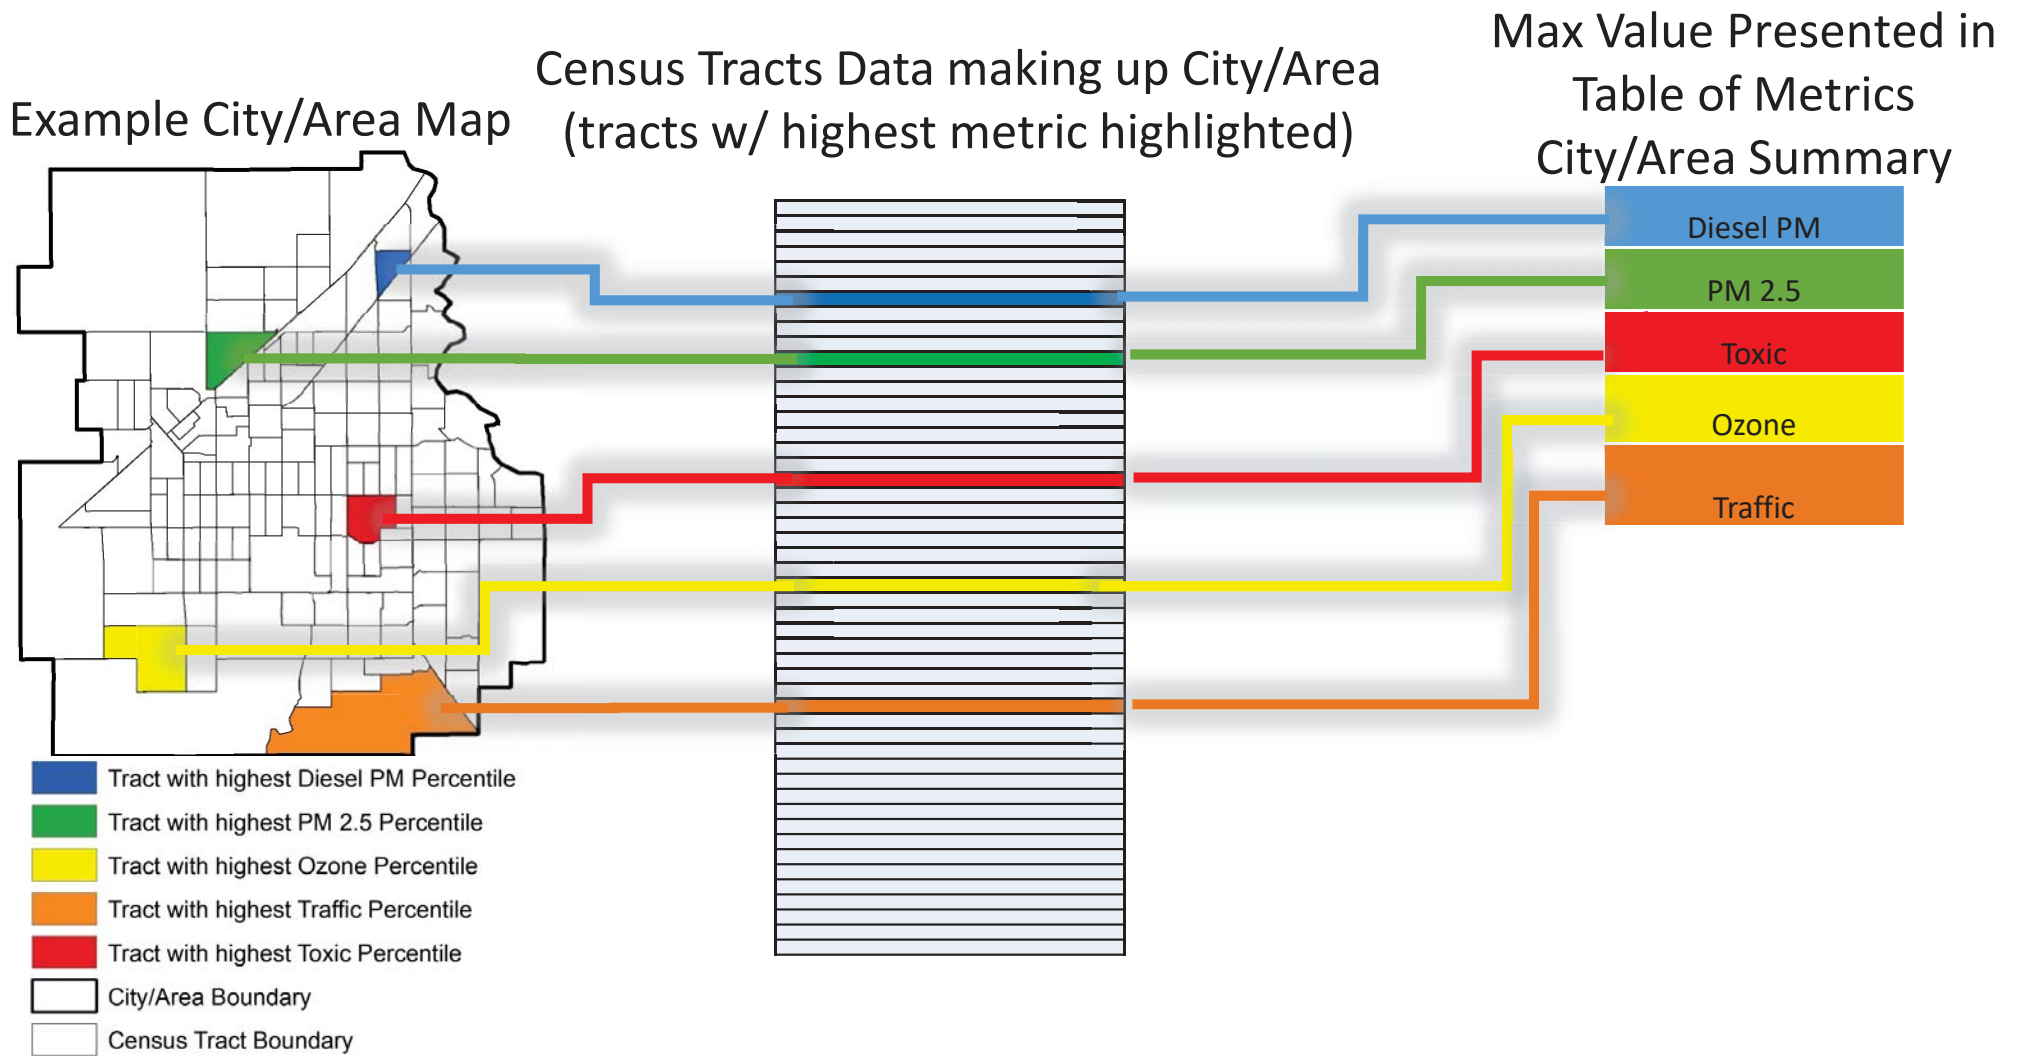 Example City/Area Map
Census Tracts Data making up City/Area
(tracts w/ highest metric highlighted)
Max Value Presented in
Table of Metrics
City/Area Summary
Diesel PM
PM 2.5
Toxic
Ozone
Traffic
Tract with highest Diesel PM Percentile
Tract with highest PM 2.5 Percentile
Tract with highest Ozone Percentile
Tract with highest Traffic Percentile
Tract with highest Toxic Percentile
City/Area Boundary
Census Tract Boundary